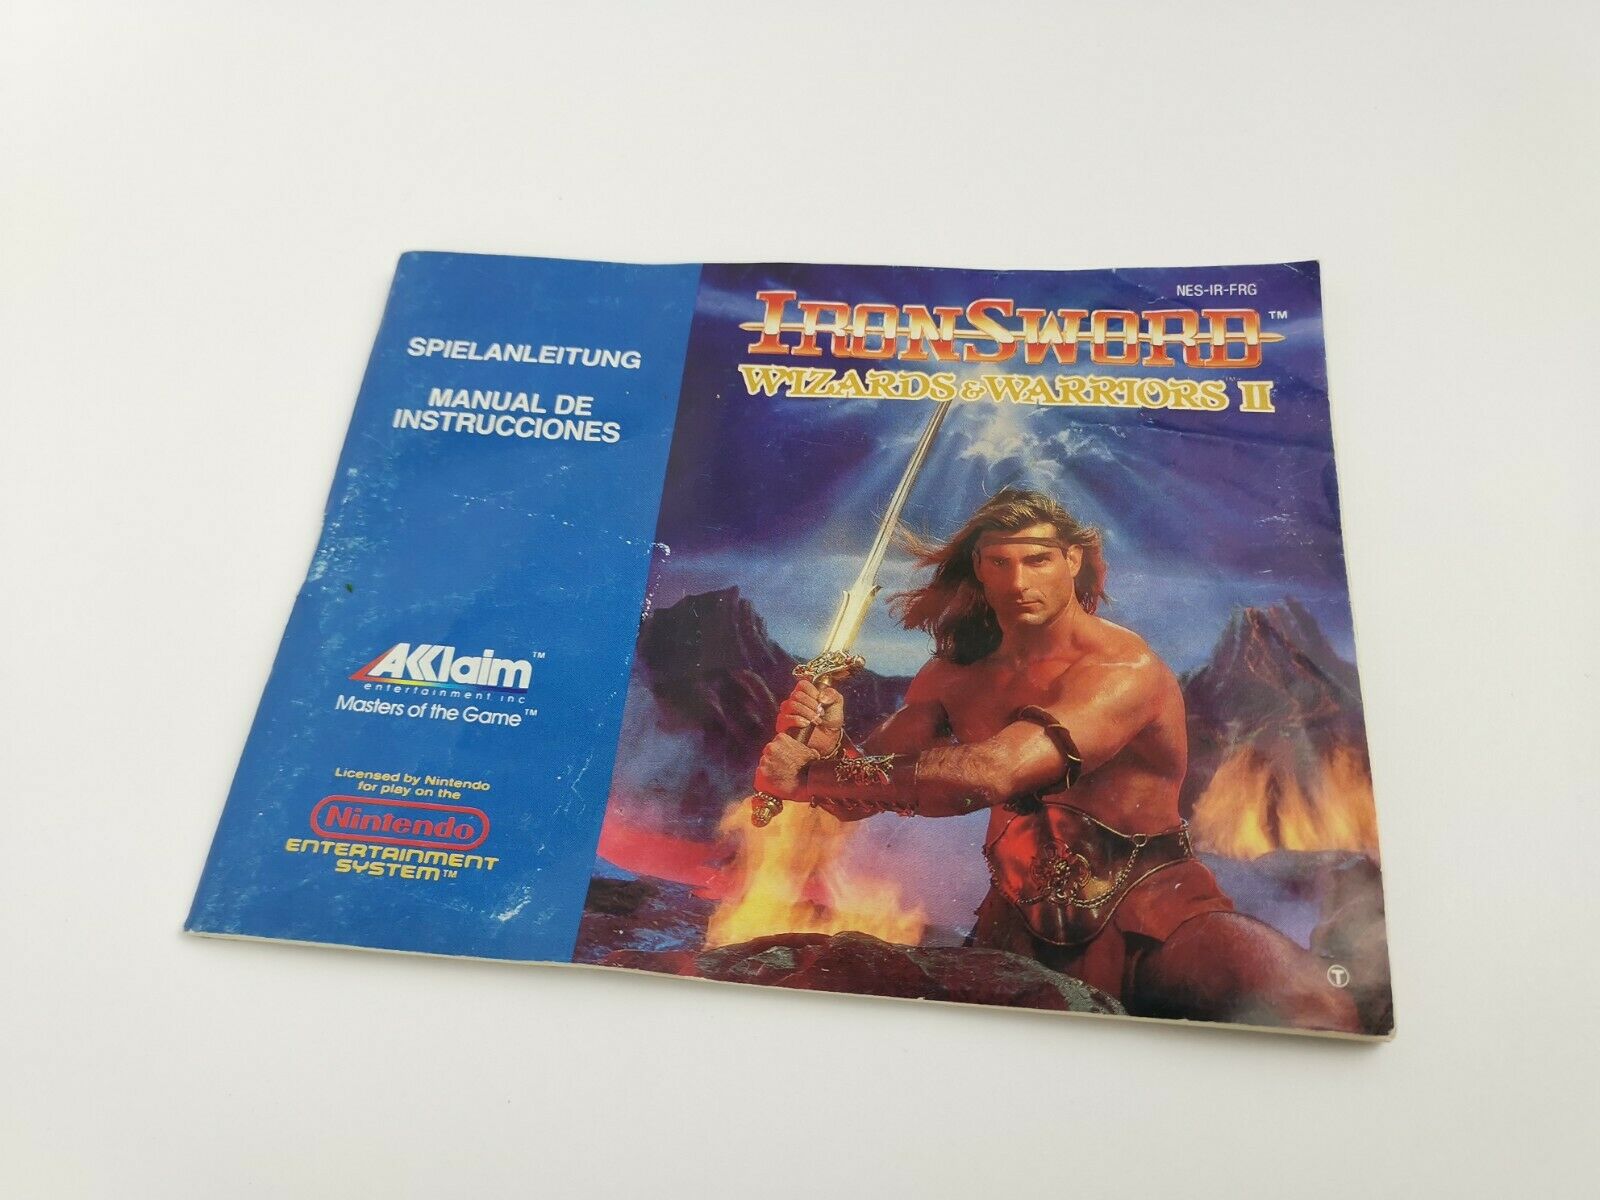 SPIELANLEITUNG
MANUAL DE
INSTRUCCIONES
AKKlaim™
entertainment inc
Masters of the Game™
Licensed by Nintendo
for play on the
Nintendo
ENTERTAINMENT
SYSTEM™
NES-IR-FRG
IRONSWORD™
WIZARDS & WARRIORS™ II
T